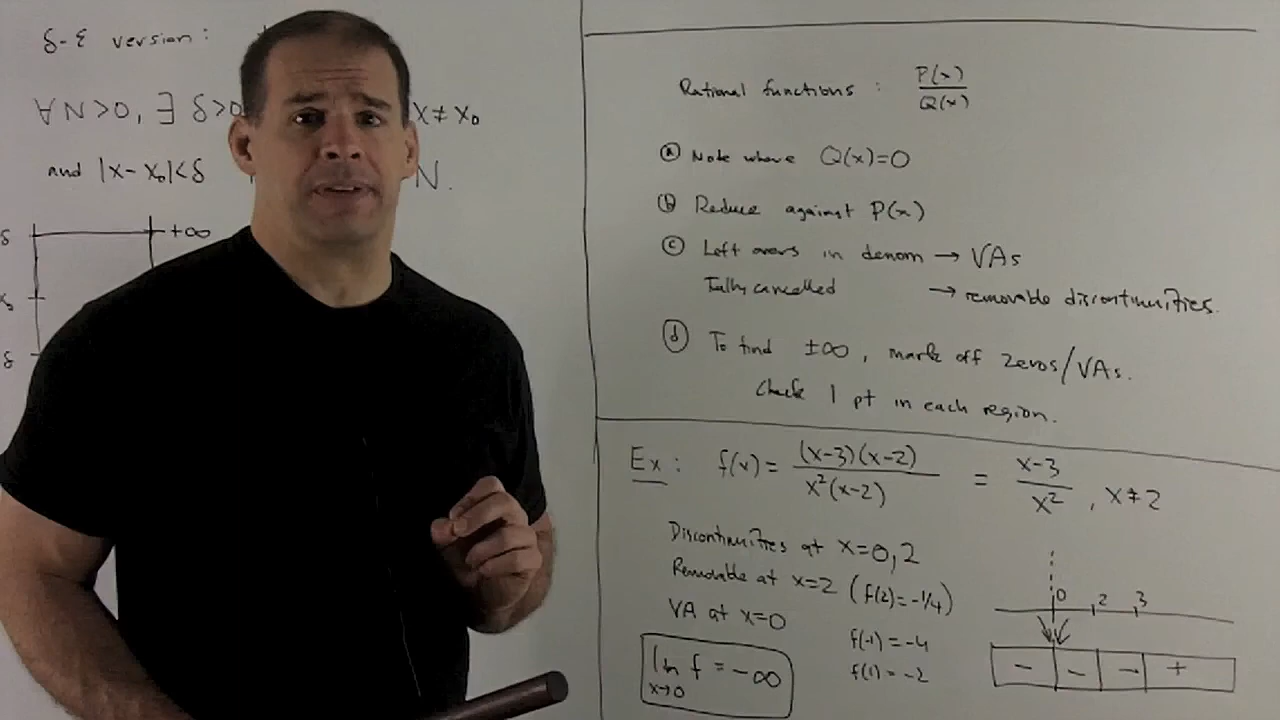 δ-ε version:
∀ N>0, ∃ δ>0 x≠x₀
and |x-x₀|<δ N.
δ +∞
x₀
δ
Rational functions : P(x)/Q(x)
(a) Note where Q(x)=0
(b) Reduce against P(x)
(c) Left overs in denom → VAs
Fully cancelled → removable discontinuities.
(d) To find ±∞, mark off zeros/VAs.
Check 1 pt in each region.
Ex: f(x) = (x-3)(x-2)/x²(x-2) = x-3/x², x≠2
Discontinuities at x=0,2
Removable at x=2 (f(2)=-1/4)
VA at x=0
f(-1)=-4
f(1)=-2
lim x→0 f = -∞
0 2 3
- - - +